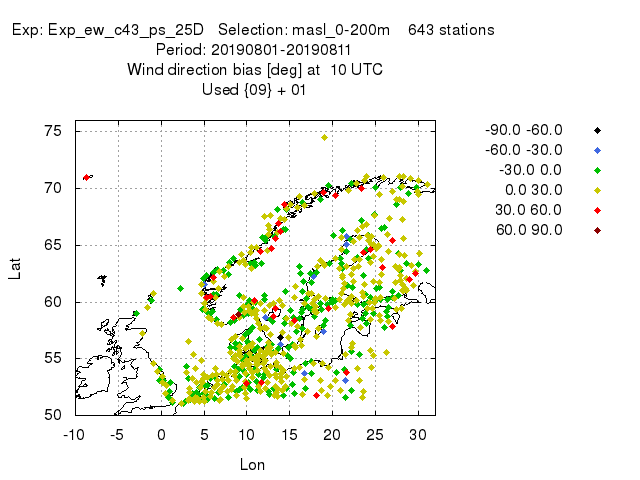 Exp: Exp_ew_c43_ps_25D   Selection: masl_0-200m    643 stations
Period: 20190801-20190811
Wind direction bias [deg] at  10 UTC
Used {09} + 01
-90.0 -60.0
-60.0 -30.0
-30.0 0.0
0.0 30.0
30.0 60.0
60.0 90.0
Lat
75
70
65
60
55
50
-10 -5 0 5 10 15 20 25 30
Lon